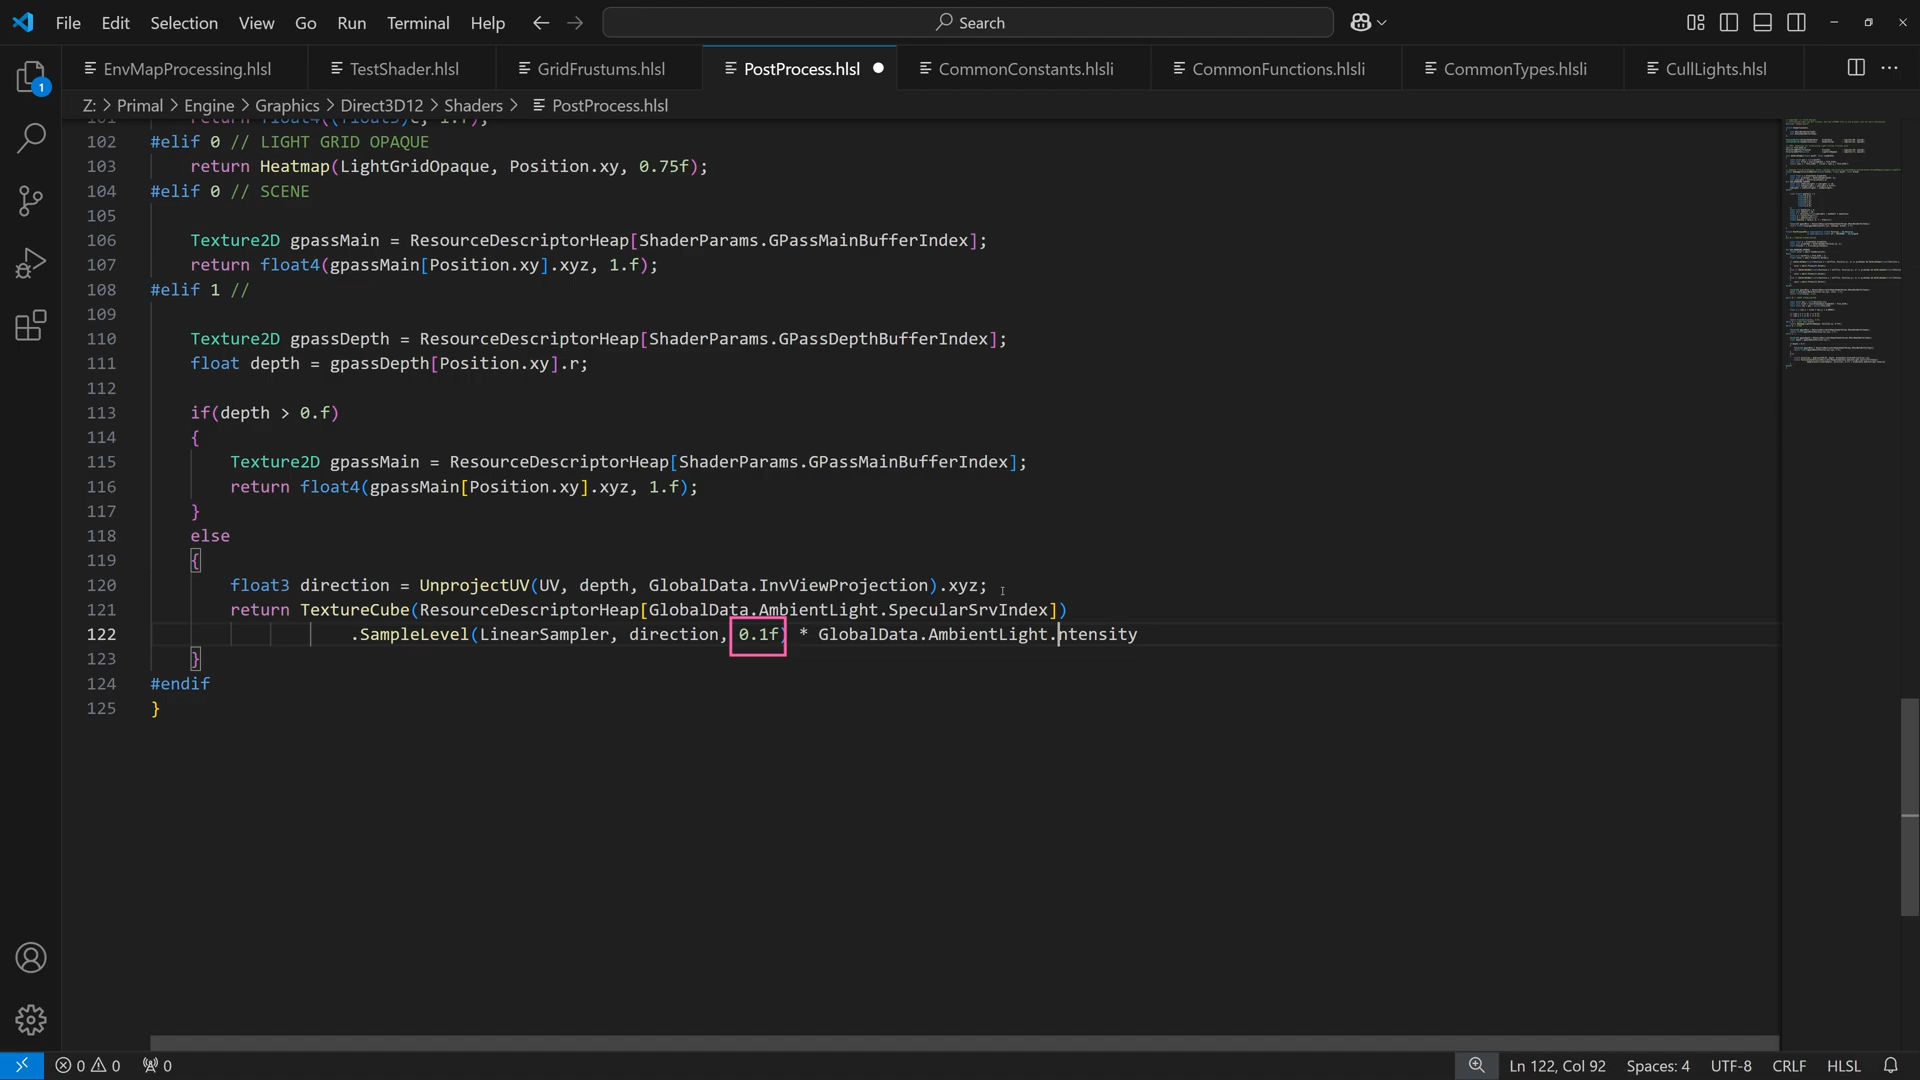 File Edit Selection View Go Run Terminal Help Search
EnvMapProcessing.hlsl TestShader.hlsl GridFrustums.hlsl PostProcess.hlsl CommonConstants.hlsli CommonFunctions.hlsli CommonTypes.hlsli CullLights.hlsl
1
Z: > Primal > Engine > Graphics > Direct3D12 > Shaders > PostProcess.hlsl
101 return float4((float3)c, 1.f);
102 #elif 0 // LIGHT GRID OPAQUE
103 return Heatmap(LightGridOpaque, Position.xy, 0.75f);
104 #elif 0 // SCENE
105
106 Texture2D gpassMain = ResourceDescriptorHeap[ShaderParams.GPassMainBufferIndex];
107 return float4(gpassMain[Position.xy].xyz, 1.f);
108 #elif 1 //
109
110 Texture2D gpassDepth = ResourceDescriptorHeap[ShaderParams.GPassDepthBufferIndex];
111 float depth = gpassDepth[Position.xy].r;
112
113 if(depth > 0.f)
114 {
115 Texture2D gpassMain = ResourceDescriptorHeap[ShaderParams.GPassMainBufferIndex];
116 return float4(gpassMain[Position.xy].xyz, 1.f);
117 }
118 else
119 {
120 float3 direction = UnprojectUV(UV, depth, GlobalData.InvViewProjection).xyz;
121 return TextureCube(ResourceDescriptorHeap[GlobalData.AmbientLight.SpecularSrvIndex])
122 .SampleLevel(LinearSampler, direction, 0.1f) * GlobalData.AmbientLight.ntensity
123 }
124 #endif
125 }
0 0 0 Ln 122, Col 92 Spaces: 4 UTF-8 CRLF HLSL